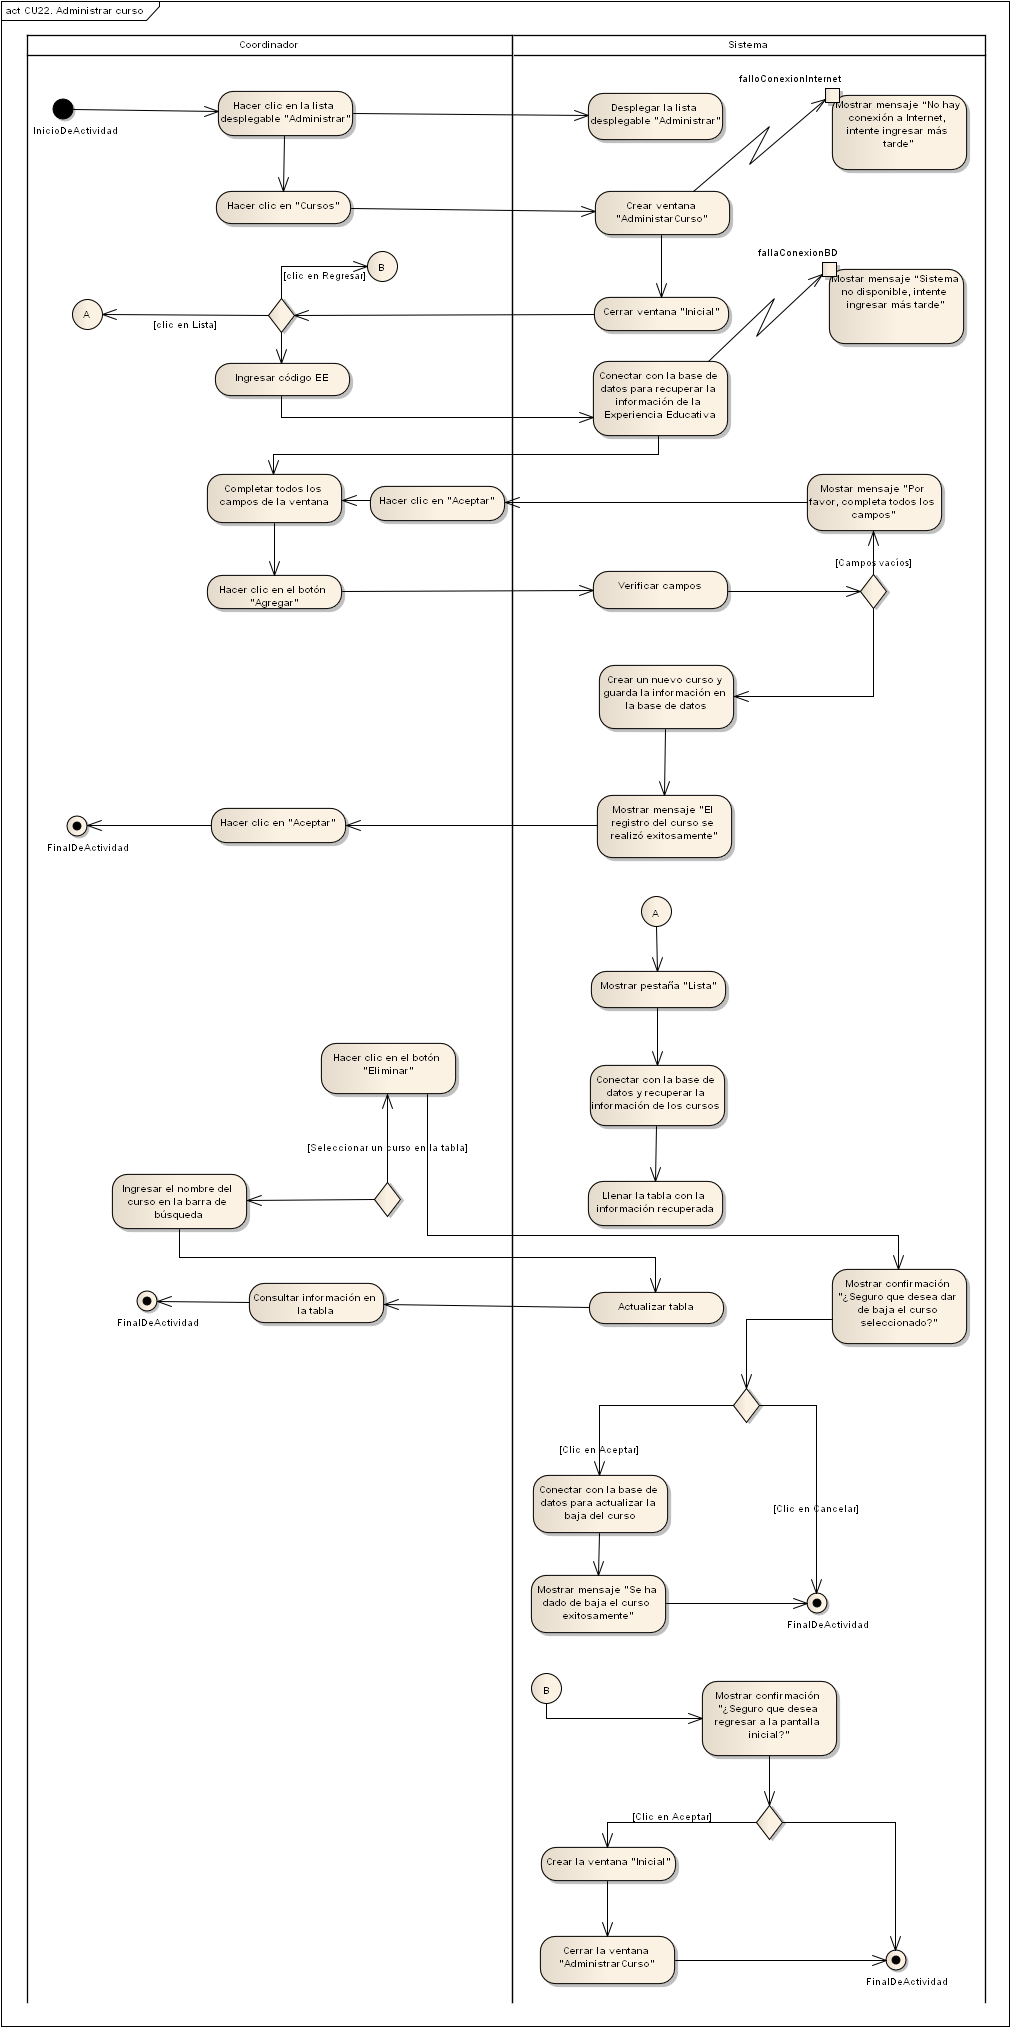 act CU22. Administrar curso
Coordinador
Sistema
InicioDeActividad
Hacer clic en la lista
desplegable "Administrar"
Desplegar la lista
desplegable "Administrar"
falloConexionInternet
Mostrar mensaje "No hay
conexión a Internet,
intente ingresar más
tarde"
Hacer clic en "Cursos"
Crear ventana
"AdministarCurso"
fallaConexionBD
Mostar mensaje "Sistema
no disponible, intente
ingresar más tarde"
B
[clic en Regresar]
A
[clic en Lista]
Cerrar ventana "Inicial"
Ingresar código EE
Conectar con la base de
datos para recuperar la
información de la
Experiencia Educativa
Completar todos los
campos de la ventana
Hacer clic en "Aceptar"
Mostar mensaje "Por
favor, completa todos los
campos"
[Campos vacíos]
Hacer clic en el botón
"Agregar"
Verificar campos
Crear un nuevo curso y
guarda la información en
la base de datos
Mostrar mensaje "El
registro del curso se
realizó exitosamente"
Hacer clic en "Aceptar"
FinalDeActividad
A
Mostrar pestaña "Lista"
Hacer clic en el botón
"Eliminar"
Conectar con la base de
datos y recuperar la
información de los cursos
[Seleccionar un curso en la tabla]
Ingresar el nombre del
curso en la barra de
búsqueda
Llenar la tabla con la
información recuperada
Mostrar confirmación
"¿Seguro que desea dar
de baja el curso
seleccionado?"
Consultar información en
la tabla
Actualizar tabla
FinalDeActividad
[Clic en Aceptar]
Conectar con la base de
datos para actualizar la
baja del curso
[Clic en Cancelar]
Mostrar mensaje "Se ha
dado de baja el curso
exitosamente"
FinalDeActividad
B
Mostrar confirmación
"¿Seguro que desea
regresar a la pantalla
inicial?"
[Clic en Aceptar]
Crear la ventana "Inicial"
Cerrar la ventana
"AdministrarCurso"
FinalDeActividad